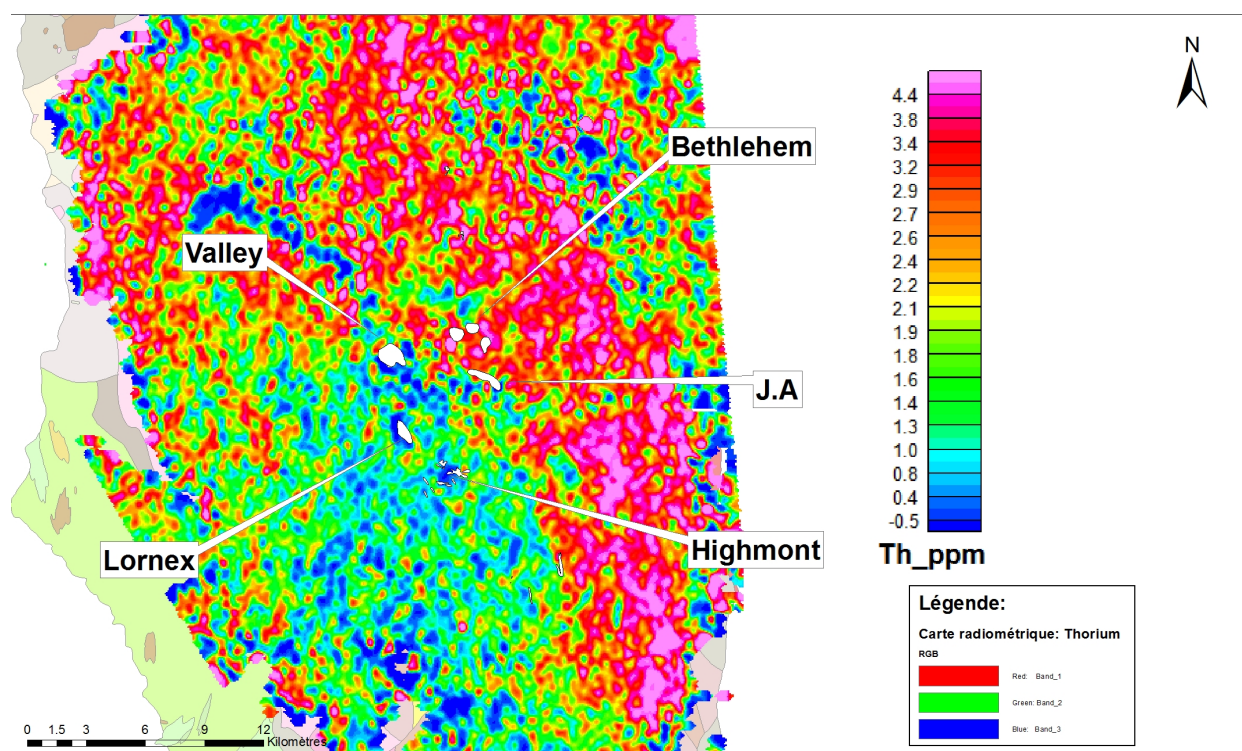 N
Bethlehem
Valley
J.A
Lornex
Highmont
4.4
3.8
3.4
3.2
2.9
2.7
2.6
2.4
2.2
2.1
1.9
1.8
1.6
1.4
1.3
1.0
0.8
0.4
-0.5
Th_ppm
Légende:
Carte radiométrique: Thorium
RGB
Red: Band_1
Green: Band_2
Blue: Band_3
0 1.5 3 6 9 12
Kilomètres